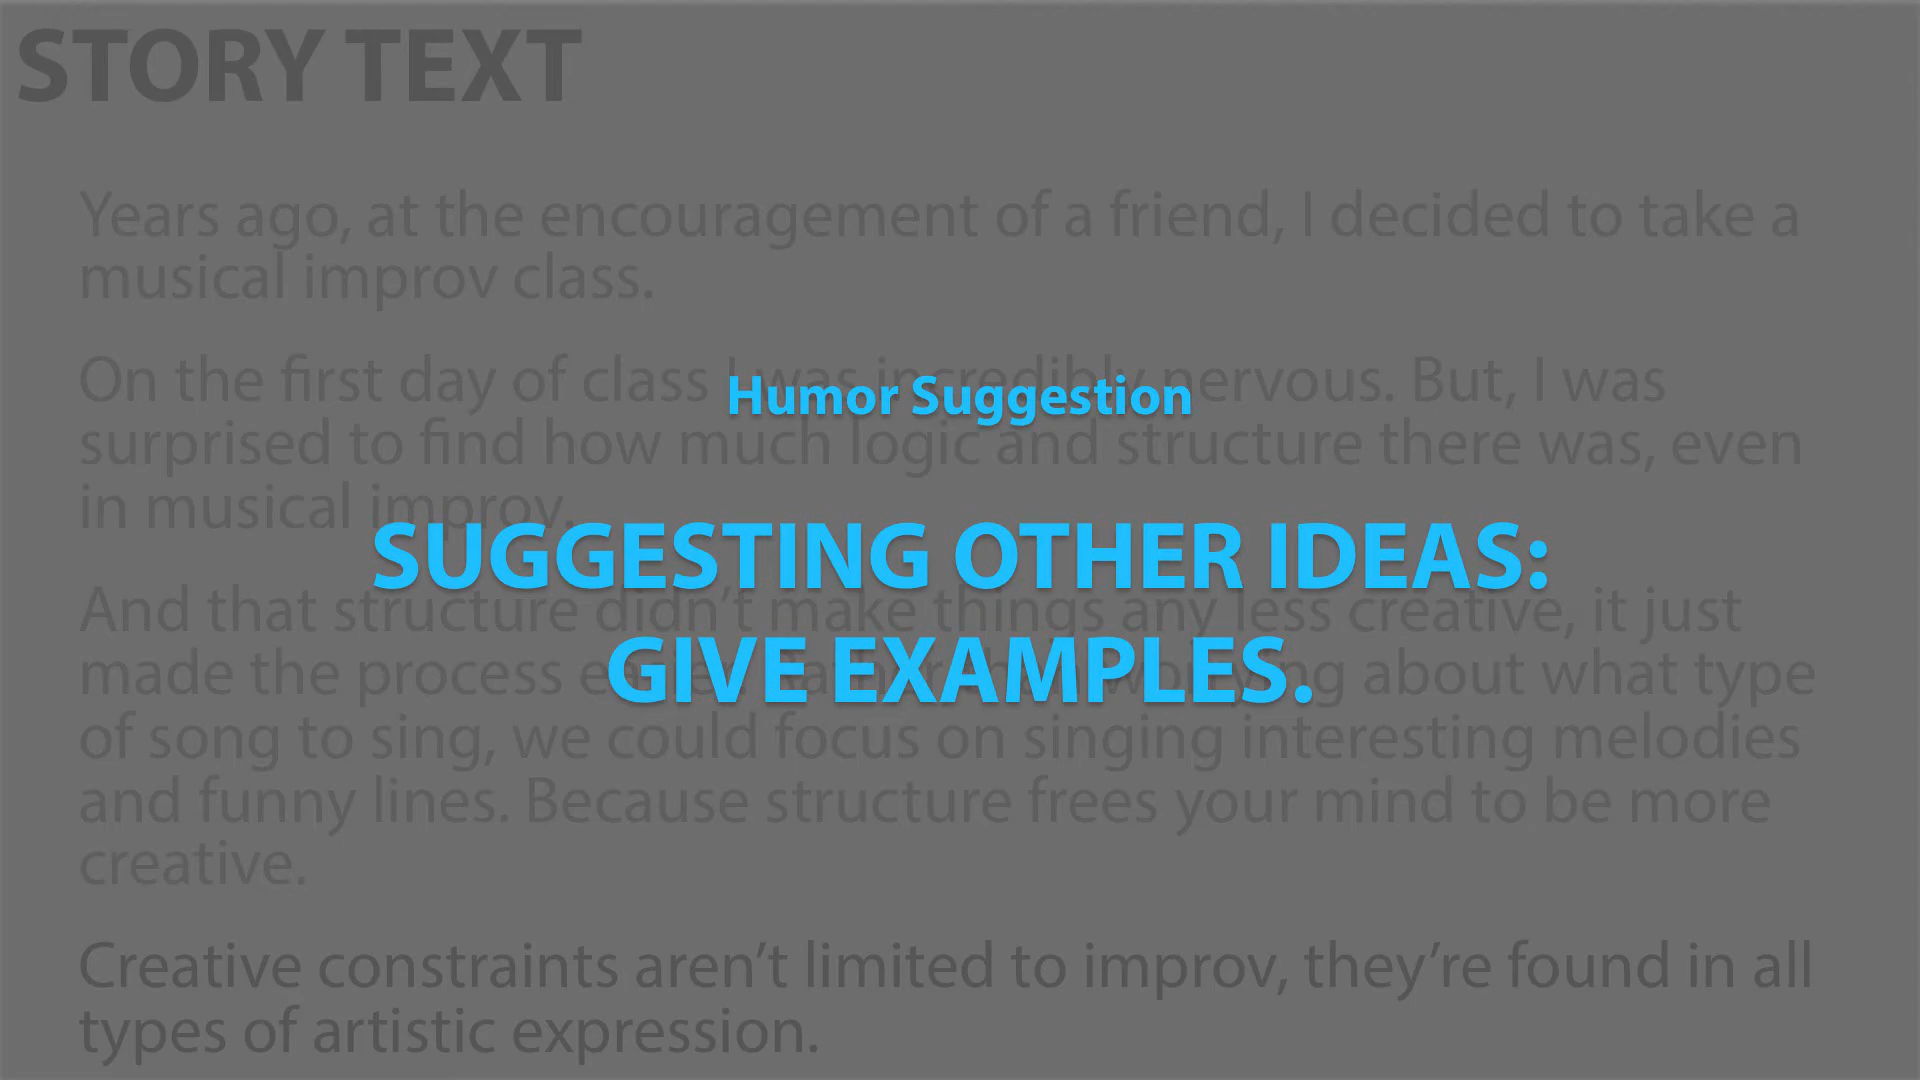 STORY TEXT
Years ago, at the encouragement of a friend, I decided to take a
musical improv class.
On the first day of class I was incredibly nervous. But, I was
Humor Suggestion
surprised to find how much logic and structure there was, even
in musical improv.
SUGGESTING OTHER IDEAS:
And that structure didn't make things any less creative, it just
GIVE EXAMPLES.
made the process about what type
of song to sing, we could focus on singing interesting melodies
and funny lines. Because structure frees your mind to be more
creative.
Creative constraints aren't limited to improv, they're found in all
types of artistic expression.